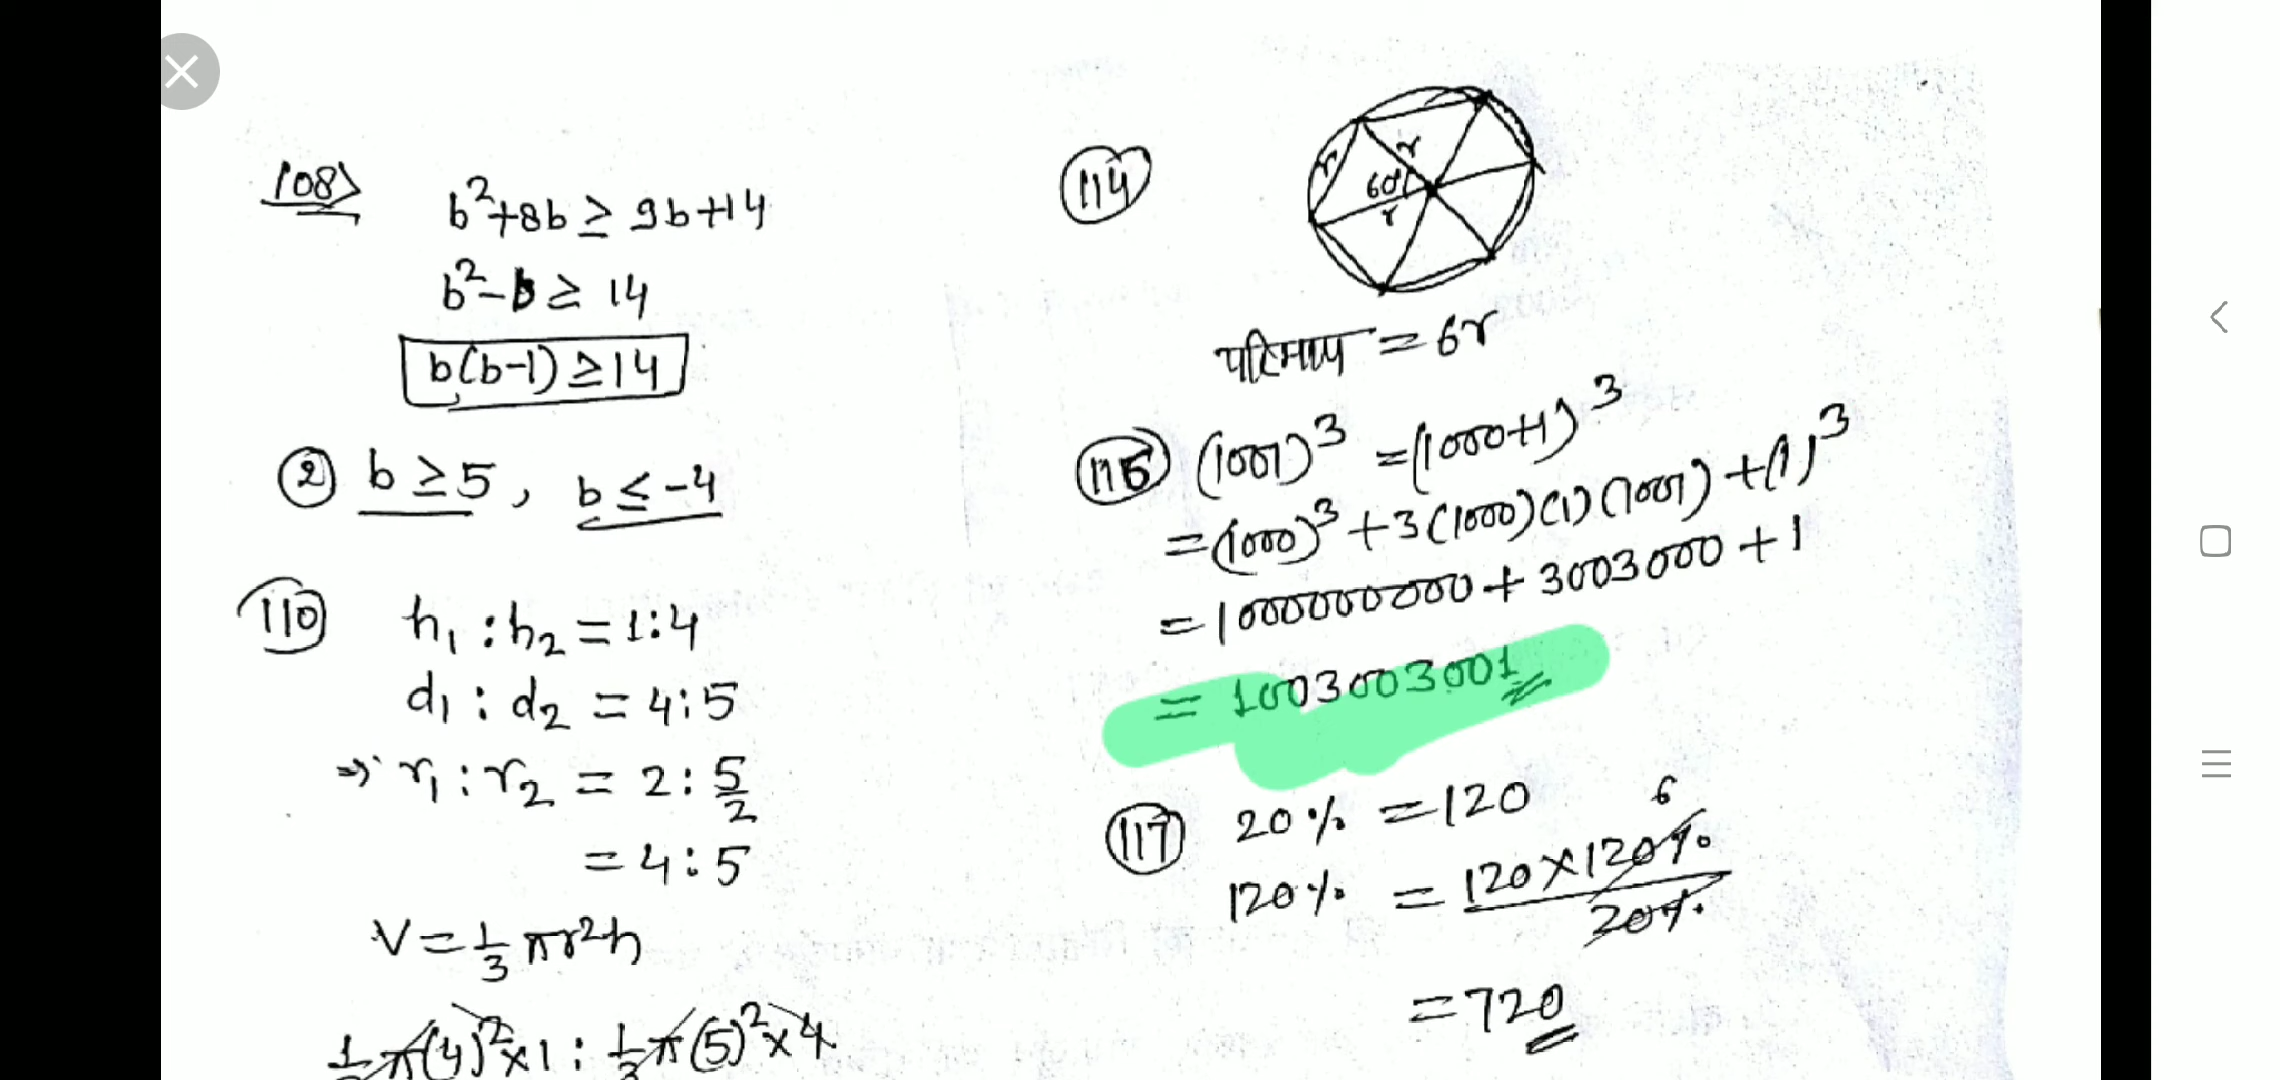 108>
b²+8b ≥ 9b+14
b²-b ≥ 14
b(b-1) ≥ 14
② b ≥ 5, b ≤ -4
110
h₁ : h₂ = 1:4
d₁ : d₂ = 4:5
⇒ r₁ : r₂ = 2 : 5/2
= 4 : 5
V = 1/3 πr²h
1/3 π(4)²×1 : 1/3 π(5)²×4
114
r
r
60°
r
परिमाप = 6r
115 (1001)³ = (1000+1)³
= (1000)³ + 3(1000)(1)(1001) + (1)³
= 1000000000 + 3003000 + 1
= 1003003001
117 20% = 120
6
120% = 120×120% / 20%
= 720